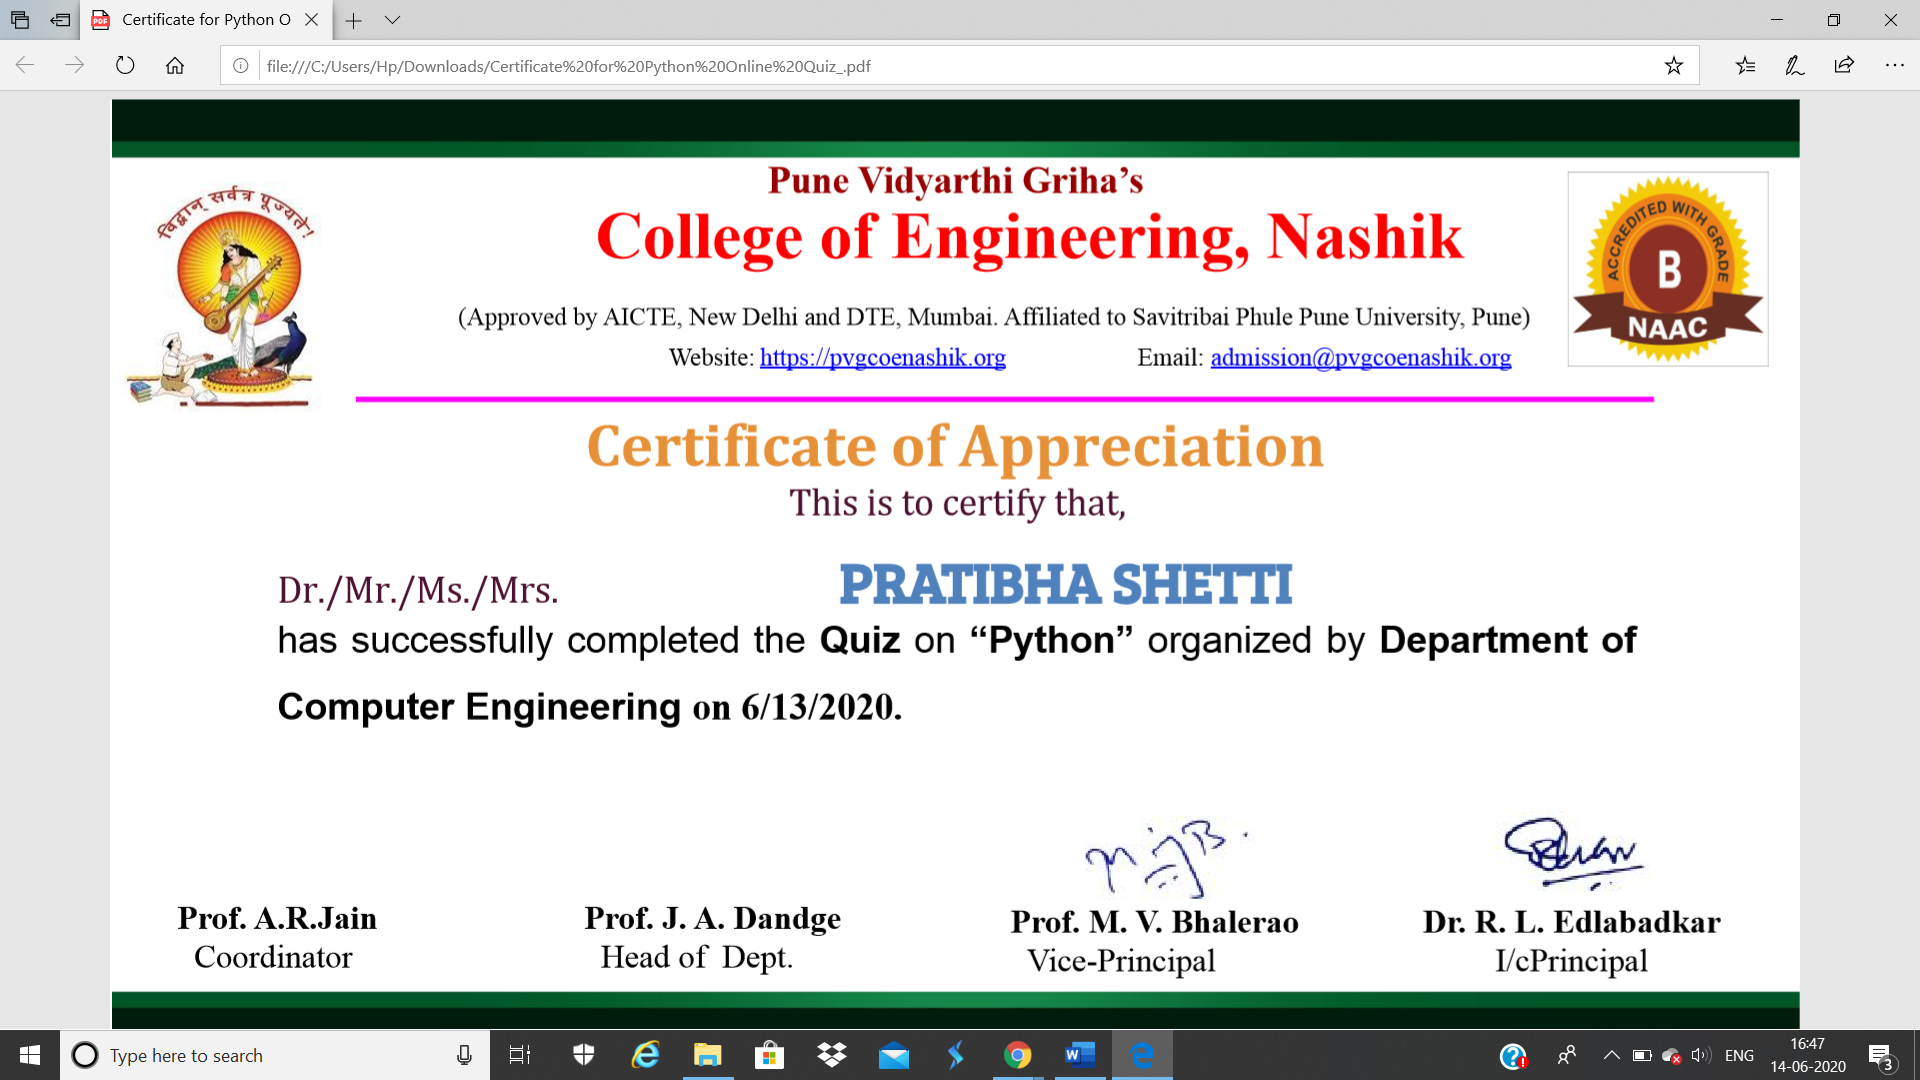 Certificate for Python O
file:///C:/Users/Hp/Downloads/Certificate%20for%20Python%20Online%20Quiz_.pdf
विद्वान् सर्वत्र पूज्यते!
Pune Vidyarthi Griha’s
College of Engineering, Nashik
(Approved by AICTE, New Delhi and DTE, Mumbai. Affiliated to Savitribai Phule Pune University, Pune)
Website: https://pvgcoenashik.org Email: admission@pvgcoenashik.org
ACCREDITED WITH GRADE
B
NAAC
Certificate of Appreciation
This is to certify that,
Dr./Mr./Ms./Mrs. PRATIBHA SHETTI
has successfully completed the Quiz on “Python” organized by Department of
Computer Engineering on 6/13/2020.
Prof. A.R.Jain Prof. J. A. Dandge Prof. M. V. Bhalerao Dr. R. L. Edlabadkar
Coordinator Head of Dept. Vice-Principal I/cPrincipal
Type here to search
ENG
16:47
14-06-2020
3